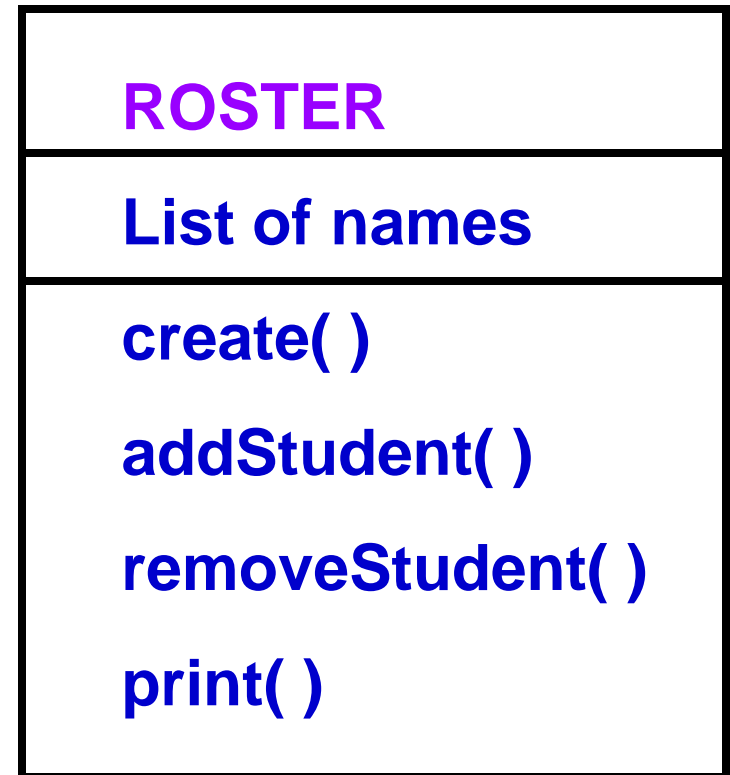 ROSTER
List of names
create( )
addStudent( )
removeStudent( )
print( )